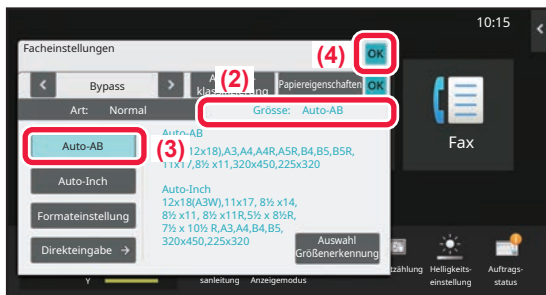 10:15
Facheinstellungen
(4)
OK
Bypass
(2)
Papiereigenschaften
OK
Art: Normal
Grösse: Auto-AB
Auto-AB
(3)
Auto-AB
12x18),A3,A4,A4R,A5R,B4,B5,B5R,
11x17,8½ x11,320x450,225x320
Auto-Inch
Auto-Inch
12x18(A3W),11x17, 8½ x14,
8½ x11, 8½ x11R,5½ x 8½R,
7½ x 10½ R,A3,A4,B4,B5,
320x450,225x320
Formateinstellung
Direkteingabe →
Auswahl
Größenerkennung
Fax
tzählung
Helligkeits-
einstellung
Auftrags-
status
Y
sanleitung
Anzeigemodus